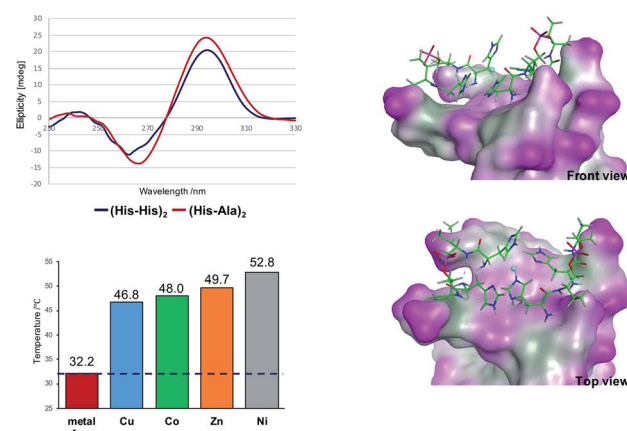 30
25
20
15
10
5
0
-5
-10
-15
-20
Ellipticity [mdeg]
230 250 270 290 310 330
Wavelength /nm
(His-His)2 (His-Ala)2
Front view
55
50
45
40
35
30
25
Temperature /°C
32.2
46.8
48.0
49.7
52.8
metal Cu Co Zn Ni
Top view